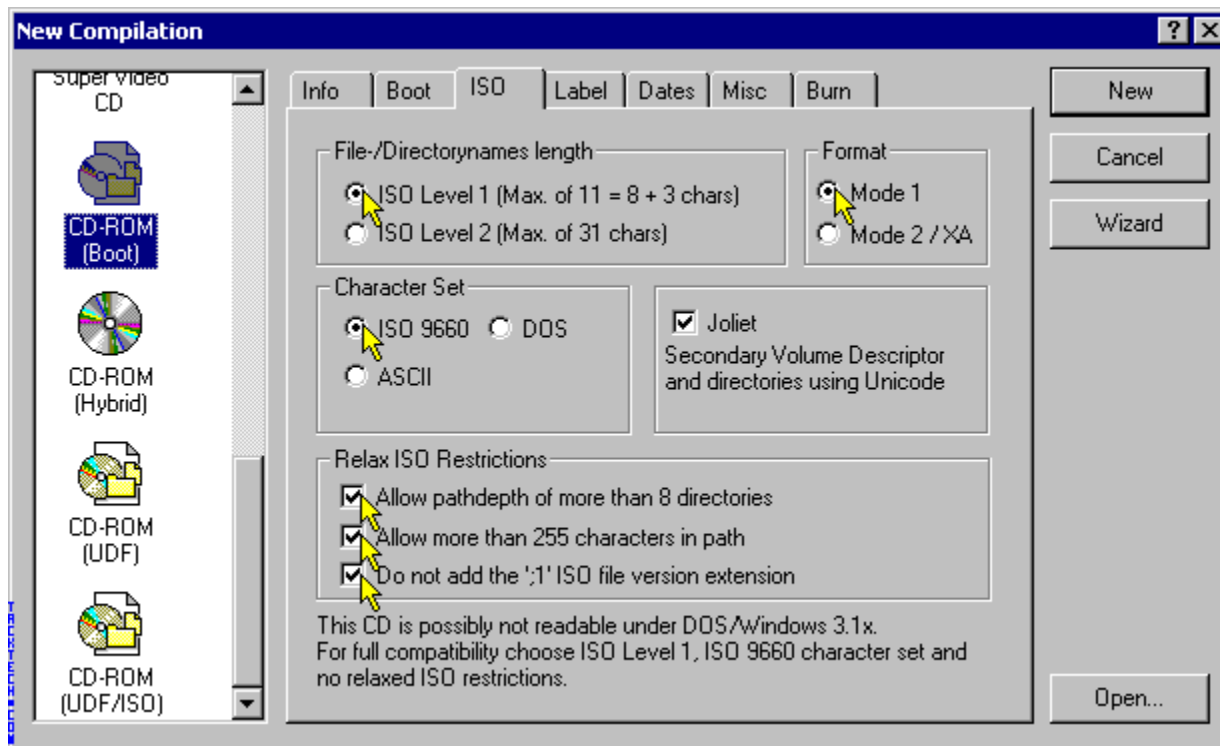 New Compilation
Super Video
CD
CD-ROM
(Boot)
CD-ROM
(Hybrid)
CD-ROM
(UDF)
CD-ROM
(UDF/ISO)
Info Boot ISO Label Dates Misc Burn
File-/Directorynames length
ISO Level 1 (Max. of 11 = 8 + 3 chars)
ISO Level 2 (Max. of 31 chars)
Format
Mode 1
Mode 2 / XA
Character Set
ISO 9660 DOS
ASCII
Joliet
Secondary Volume Descriptor
and directories using Unicode
Relax ISO Restrictions
Allow pathdepth of more than 8 directories
Allow more than 255 characters in path
Do not add the ';1' ISO file version extension
This CD is possibly not readable under DOS/Windows 3.1x.
For full compatibility choose ISO Level 1, ISO 9660 character set and
no relaxed ISO restrictions.
New
Cancel
Wizard
Open...